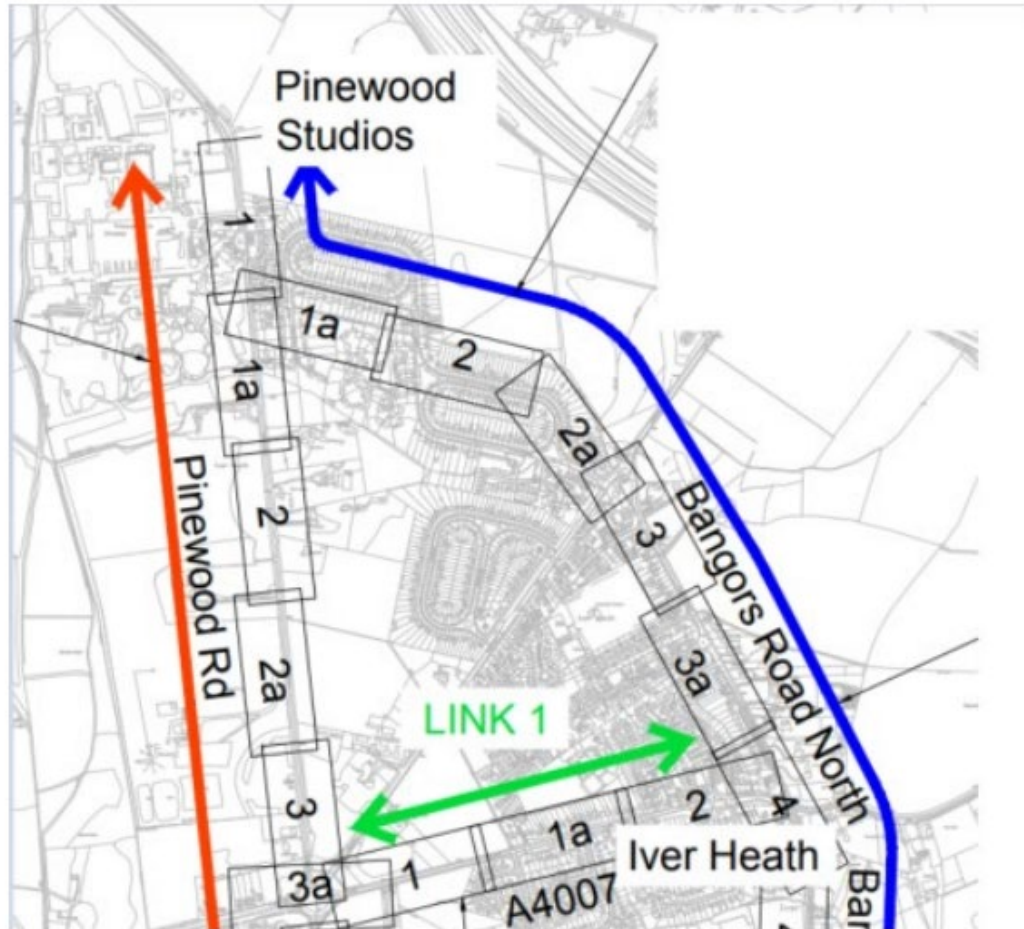 Pinewood
Studios
1
1a
1a
2
2a
2
3
Pinewood Rd
Bangors Road North
2a
3a
LINK 1
3
2
4
1a
Iver Heath
3a
1
A4007
Bar